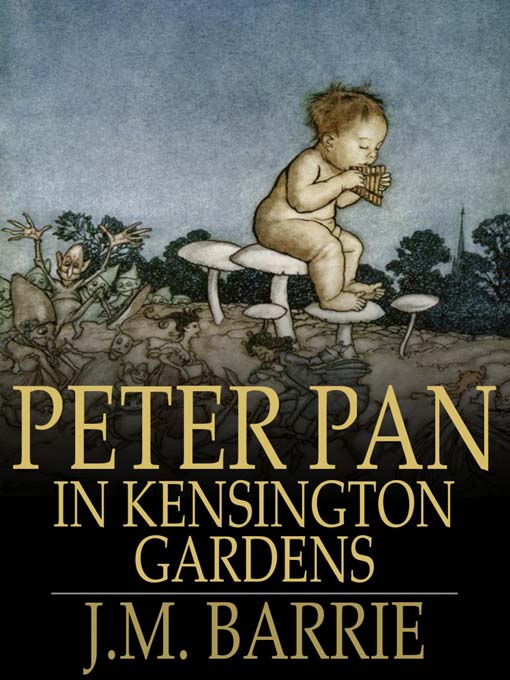 PETER PAN
IN KENSINGTON
GARDENS
J.M. BARRIE